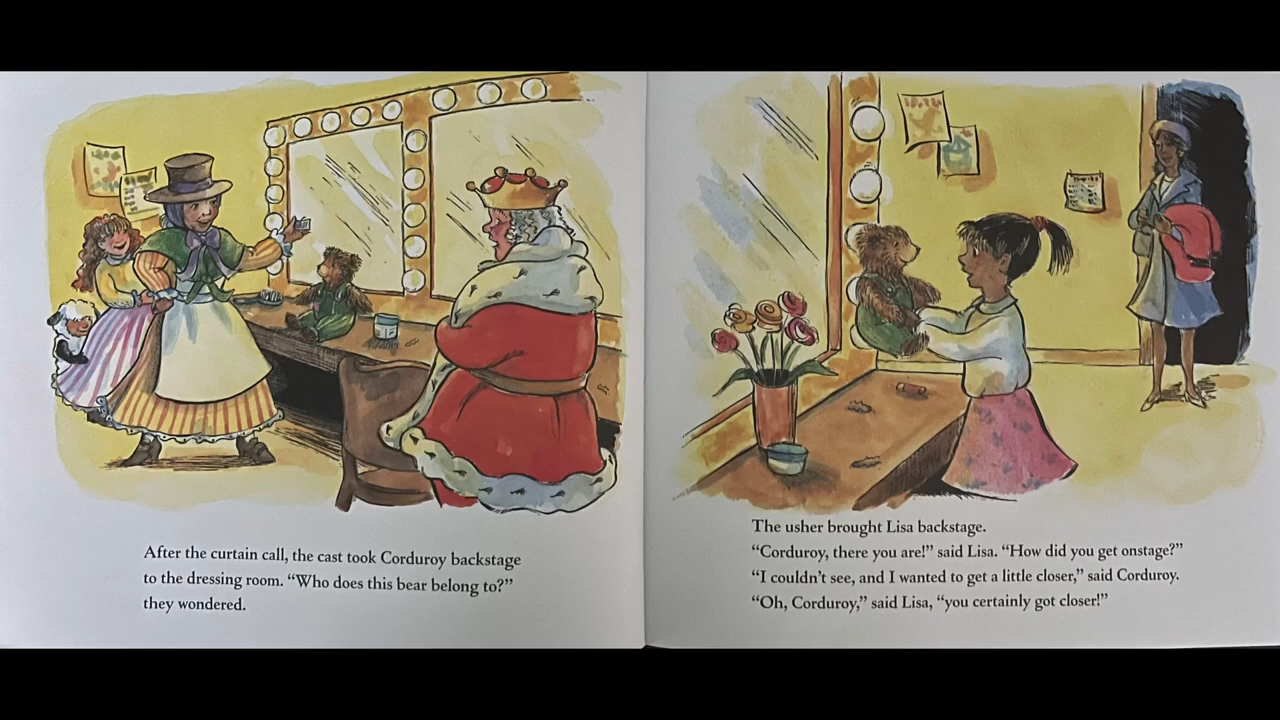 After the curtain call, the cast took Corduroy backstage
to the dressing room. “Who does this bear belong to?”
they wondered.
The usher brought Lisa backstage.
“Corduroy, there you are!” said Lisa. “How did you get onstage?”
“I couldn’t see, and I wanted to get a little closer,” said Corduroy.
“Oh, Corduroy,” said Lisa, “you certainly got closer!”